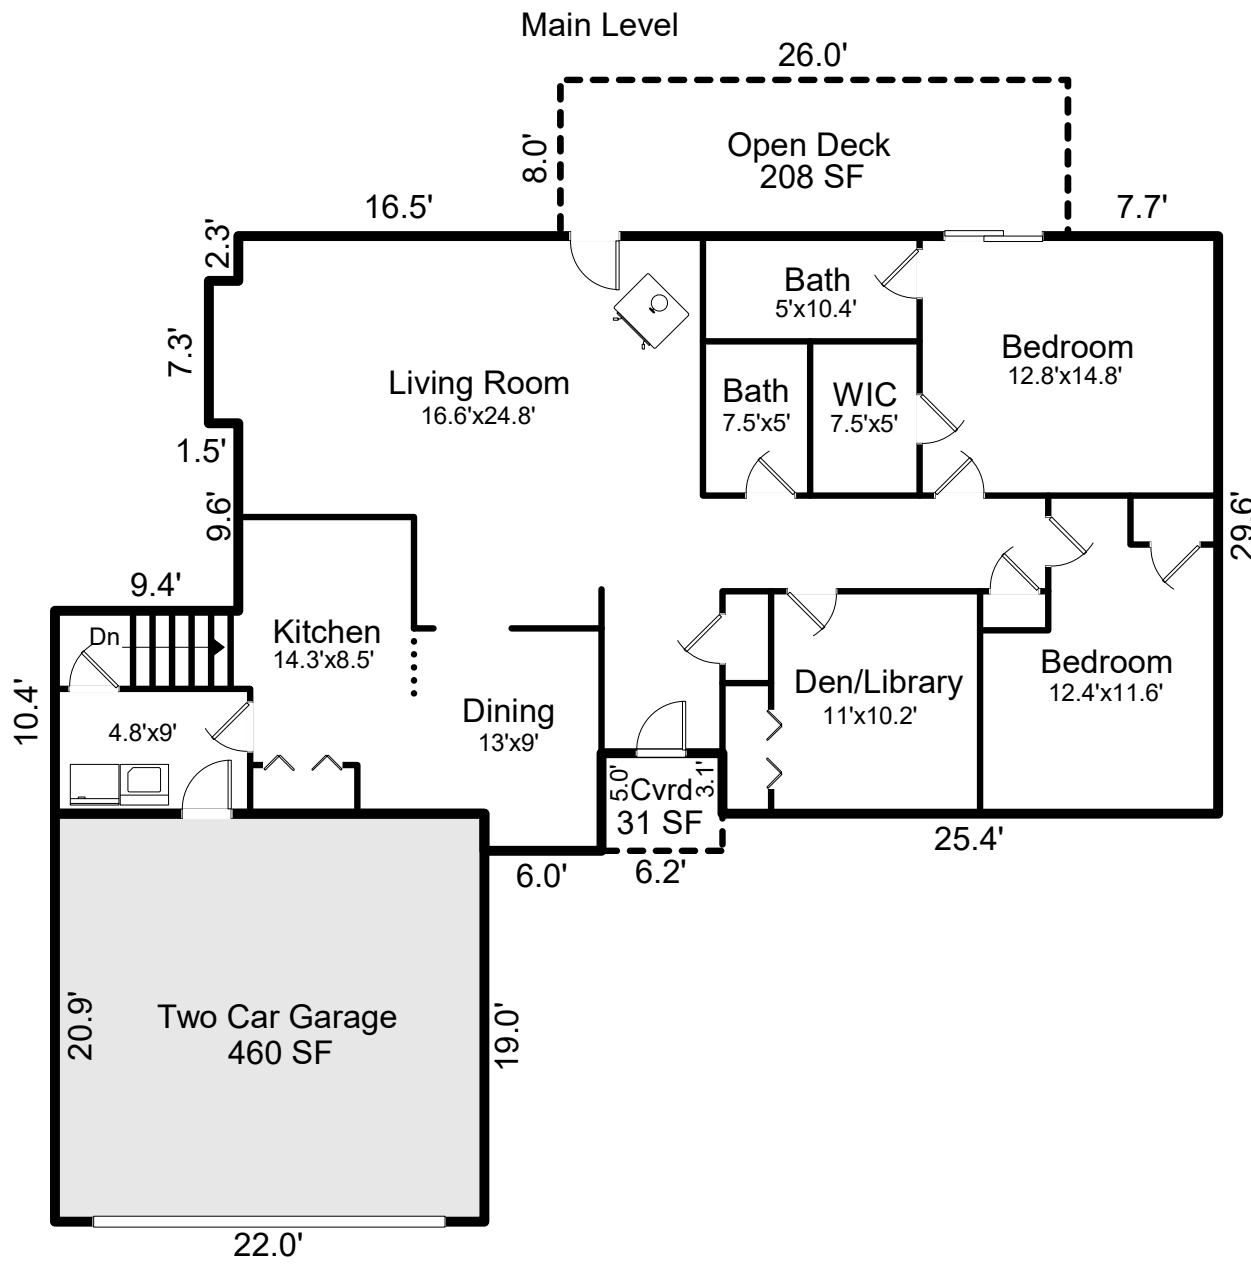 Main Level
26.0'
8.0'
Open Deck
208 SF
16.5'
7.7'
2.3'
7.3'
1.5'
9.6'
9.4'
10.4'
29.6'
Living Room
16.6'x24.8'
Bath
5'x10.4'
Bath
7.5'x5'
WIC
7.5'x5'
Bedroom
12.8'x14.8'
Dn
Kitchen
14.3'x8.5'
4.8'x9'
Dining
13'x9'
Den/Library
11'x10.2'
Bedroom
12.4'x11.6'
5.0'
3.1'
Cvrd
31 SF
6.0'
6.2'
25.4'
20.9'
Two Car Garage
460 SF
19.0'
22.0'